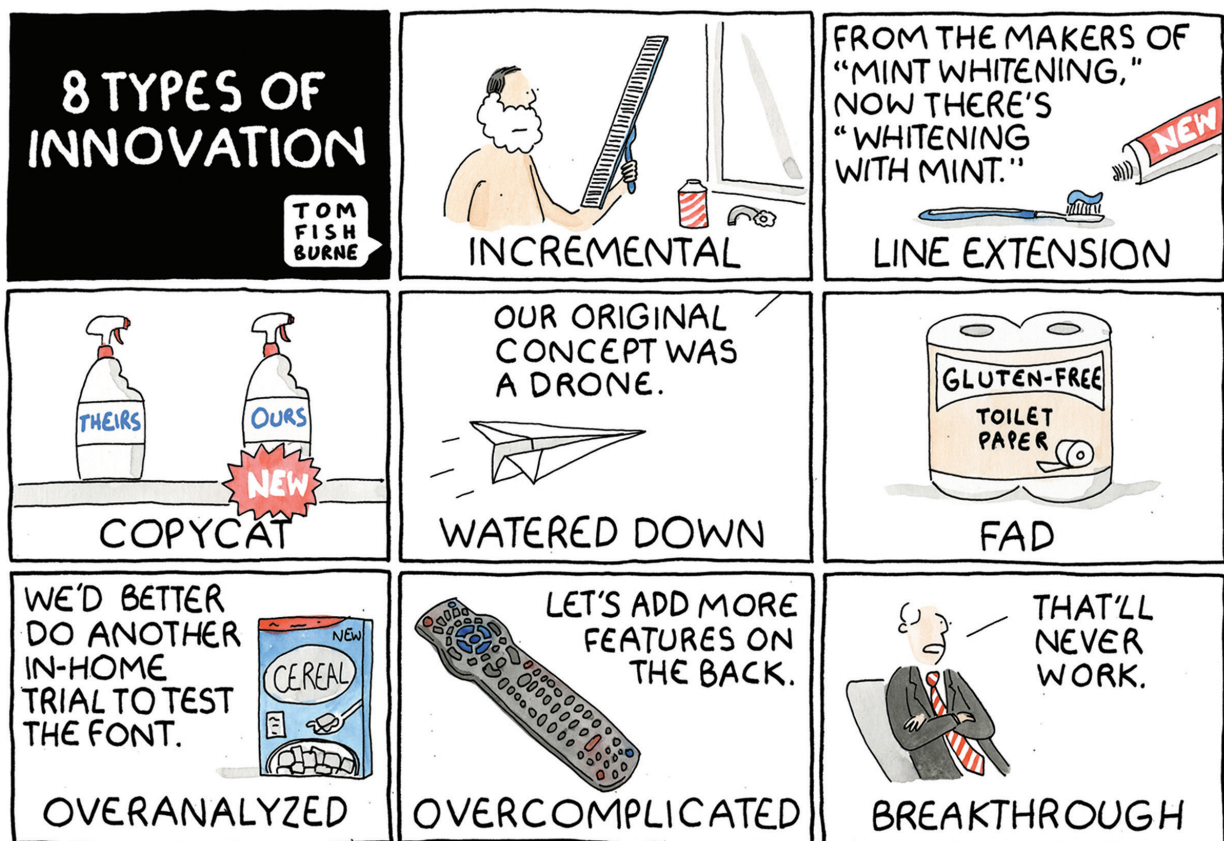 8 TYPES OF
INNOVATION
TOM
FISH
BURNE
INCREMENTAL
FROM THE MAKERS OF
"MINT WHITENING,"
NOW THERE'S
"WHITENING
WITH MINT."
NEW
LINE EXTENSION
THEIRS
OURS
NEW
COPYCAT
OUR ORIGINAL
CONCEPT WAS
A DRONE.
WATERED DOWN
GLUTEN-FREE
TOILET
PAPER
FAD
WE'D BETTER
DO ANOTHER
IN-HOME
TRIAL TO TEST
THE FONT.
NEW
CEREAL
OVERANALYZED
LET'S ADD MORE
FEATURES ON
THE BACK.
OVERCOMPLICATED
THAT'LL
NEVER
WORK.
BREAKTHROUGH